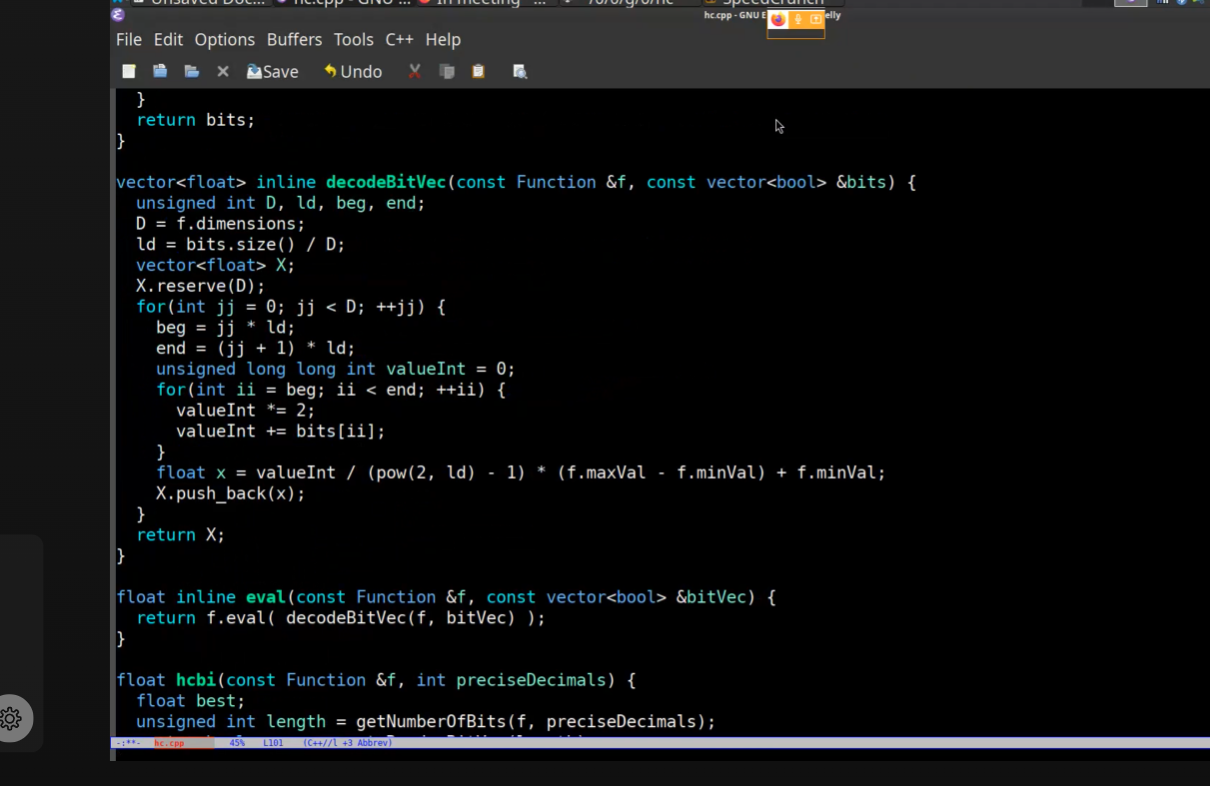 Unsaved Doc... hc.cpp - GNU ... In meeting - ... SpeedCrunch
hc.cpp - GNU E elly
File Edit Options Buffers Tools C++ Help
Save Undo
}
return bits;
}
vector<float> inline decodeBitVec(const Function &f, const vector<bool> &bits) {
unsigned int D, ld, beg, end;
D = f.dimensions;
ld = bits.size() / D;
vector<float> X;
X.reserve(D);
for(int jj = 0; jj < D; ++jj) {
beg = jj * ld;
end = (jj + 1) * ld;
unsigned long long int valueInt = 0;
for(int ii = beg; ii < end; ++ii) {
valueInt *= 2;
valueInt += bits[ii];
}
float x = valueInt / (pow(2, ld) - 1) * (f.maxVal - f.minVal) + f.minVal;
X.push_back(x);
}
return X;
}
float inline eval(const Function &f, const vector<bool> &bitVec) {
return f.eval( decodeBitVec(f, bitVec) );
}
float hcbi(const Function &f, int preciseDecimals) {
float best;
unsigned int length = getNumberOfBits(f, preciseDecimals);
-:**- hc.cpp 45% L101 (C++//l +3 Abbrev)